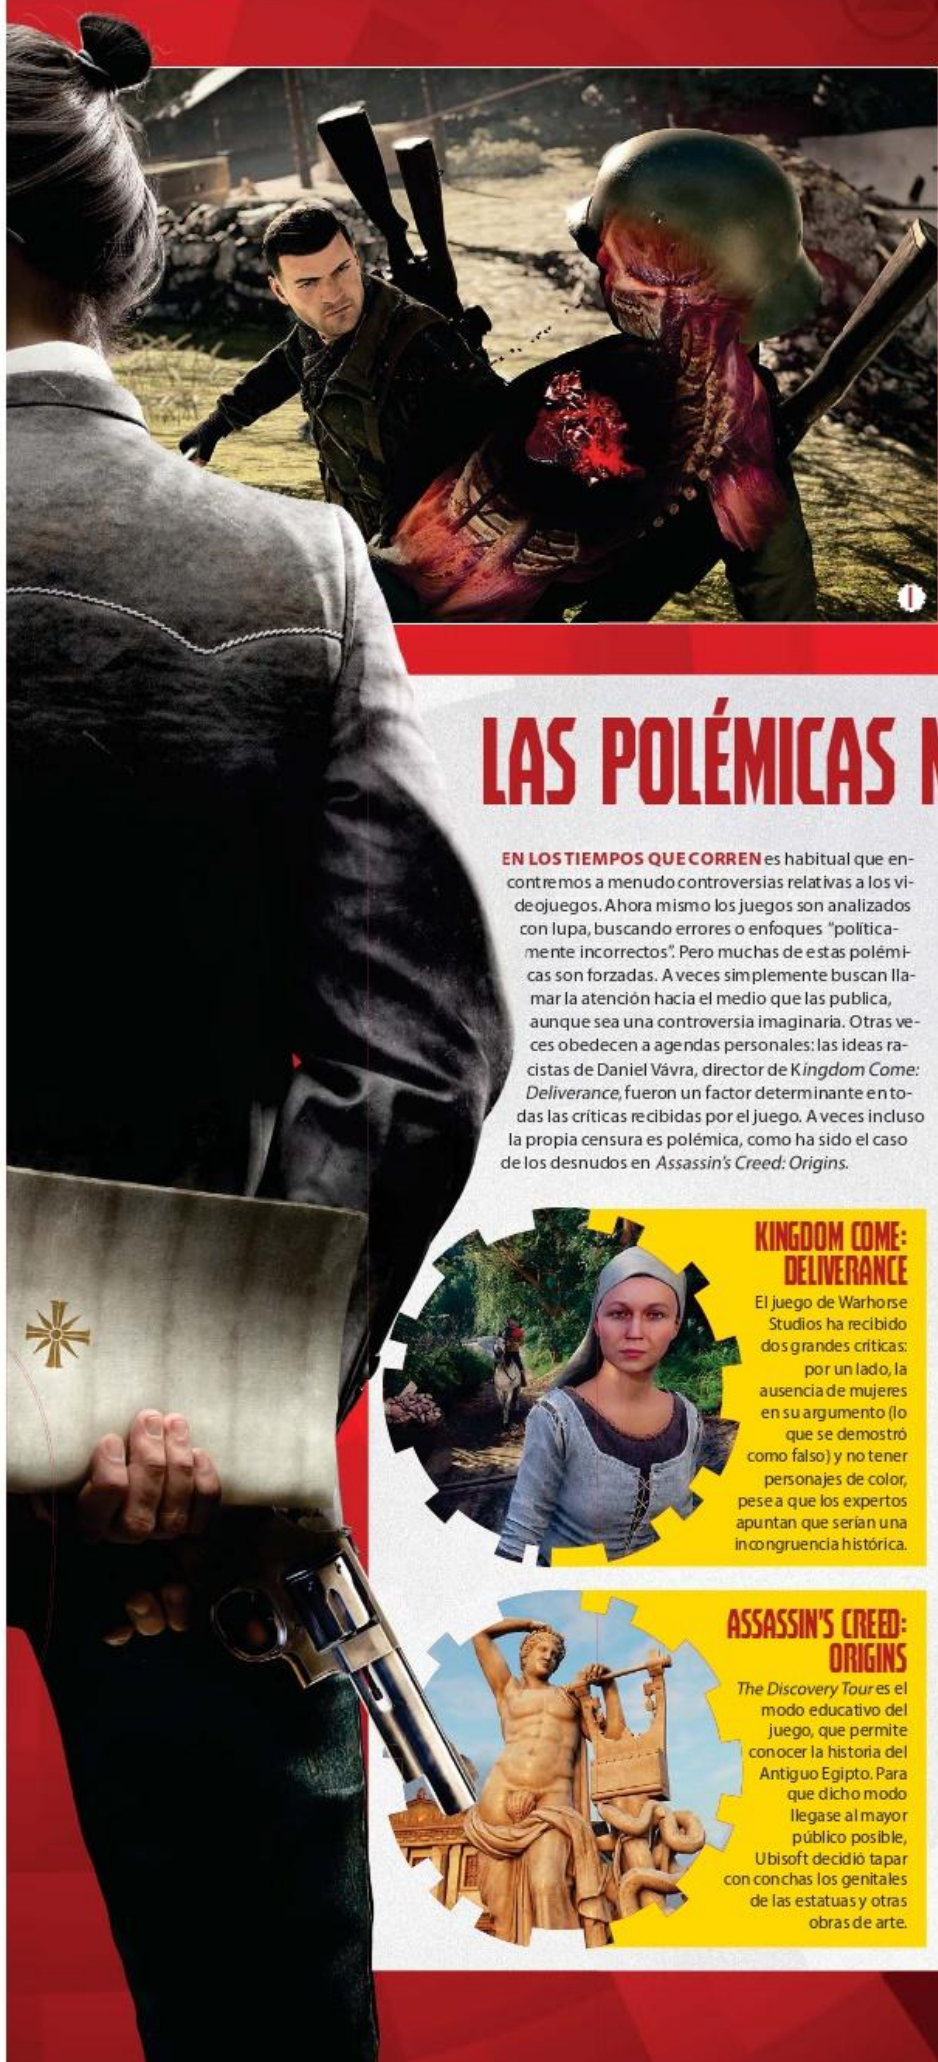 I
LAS POLÉMICAS
EN LOS TIEMPOS QUE CORREN es habitual que en-
contremos a menudo controversias relativas a los vi-
deojuegos. Ahora mismo los juegos son analizados
con lupa, buscando errores o enfoques “política-
mente incorrectos”. Pero muchas de estas polémi-
cas son forzadas. A veces simplemente buscan lla-
mar la atención hacia el medio que las publica,
aunque sea una controversia imaginaria. Otras ve-
ces obedecen a agendas personales: las ideas ra-
cistas de Daniel Vávra, director de Kingdom Come:
Deliverance, fueron un factor determinante en to-
das las críticas recibidas por el juego. A veces incluso
la propia censura es polémica, como ha sido el caso
de los desnudos en Assassin's Creed: Origins.
KINGDOM COME:
DELIVERANCE
El juego de Warhorse
Studios ha recibido
dos grandes críticas:
por un lado, la
ausencia de mujeres
en su argumento (lo
que se demostró
como falso) y no tener
personajes de color,
pese a que los expertos
apuntan que serían una
incongruencia histórica.
ASSASSIN'S CREED:
ORIGINS
The Discovery Tour es el
modo educativo del
juego, que permite
conocer la historia del
Antiguo Egipto. Para
que dicho modo
llegase al mayor
público posible,
Ubisoft decidió tapar
con conchas los genitales
de las estatuas y otras
obras de arte.